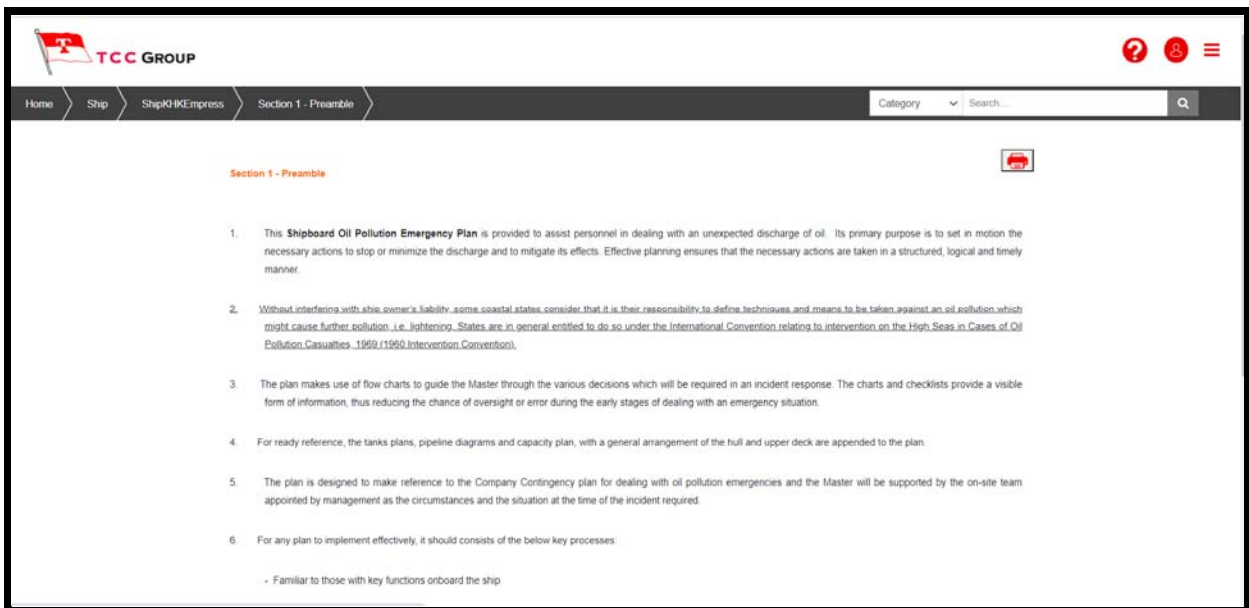 T
TCC GROUP
?
Home
Ship
ShipKHKEmpress
Section 1 - Preamble
Category
Search...
Section 1 - Preamble
1. This Shipboard Oil Pollution Emergency Plan is provided to assist personnel in dealing with an unexpected discharge of oil. Its primary purpose is to set in motion the
necessary actions to stop or minimize the discharge and to mitigate its effects. Effective planning ensures that the necessary actions are taken in a structured, logical and timely
manner.
2. Without interfering with ship owner's liability, some coastal states consider that it is their responsibility to define techniques and means to be taken against an oil pollution which
might cause further pollution, i.e. lightening. States are in general entitled to do so under the International Convention relating to intervention on the High Seas in Cases of Oil
Pollution Casualties, 1969 (1960 Intervention Convention).
3. The plan makes use of flow charts to guide the Master through the various decisions which will be required in an incident response. The charts and checklists provide a visible
form of information, thus reducing the chance of oversight or error during the early stages of dealing with an emergency situation.
4. For ready reference, the tanks plans, pipeline diagrams and capacity plan, with a general arrangement of the hull and upper deck are appended to the plan.
5. The plan is designed to make reference to the Company Contingency plan for dealing with oil pollution emergencies and the Master will be supported by the on-site team
appointed by management as the circumstances and the situation at the time of the incident required.
6. For any plan to implement effectively, it should consists of the below key processes:
- Familiar to those with key functions onboard the ship